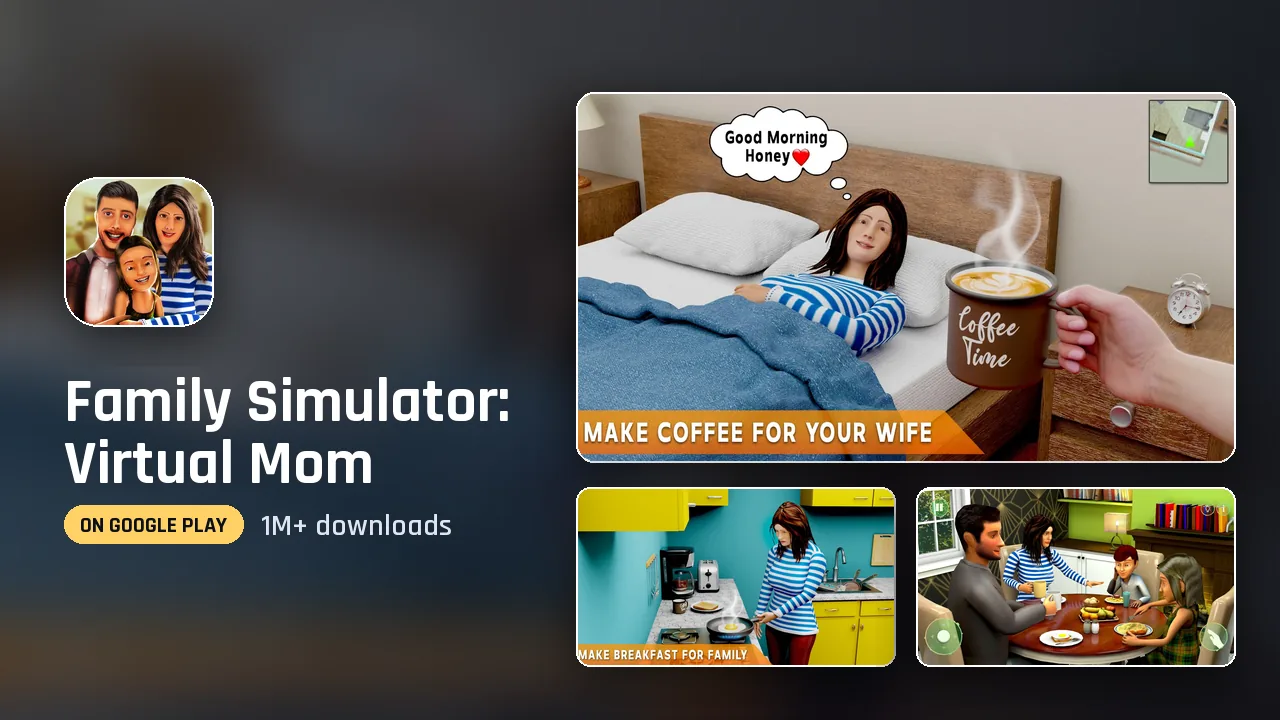 Family Simulator:
Virtual Mom
ON GOOGLE PLAY
1M+ downloads
Good Morning
Honey❤️
Coffee
Time
MAKE COFFEE FOR YOUR WIFE
MAKE BREAKFAST FOR FAMILY